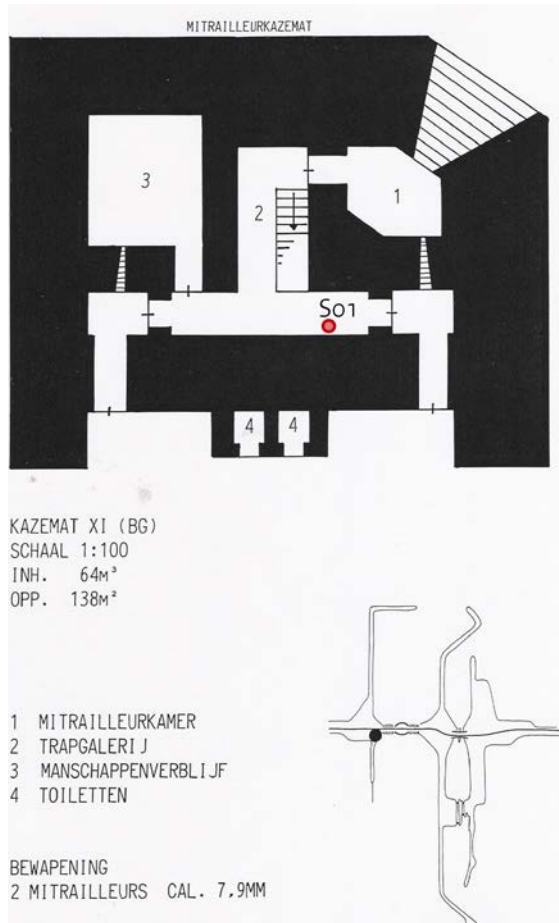 MITRAILLEURKAZEMAT
3
2
1
S01
4 4
KAZEMAT XI (BG)
SCHAAL 1:100
INH. 64M³
OPP. 138M²
1 MITRAILLEURKAMER
2 TRAPGALERIJ
3 MANSCHAPPENVERBLIJF
4 TOILETTEN
BEWAPENING
2 MITRAILLEURS CAL. 7,9MM